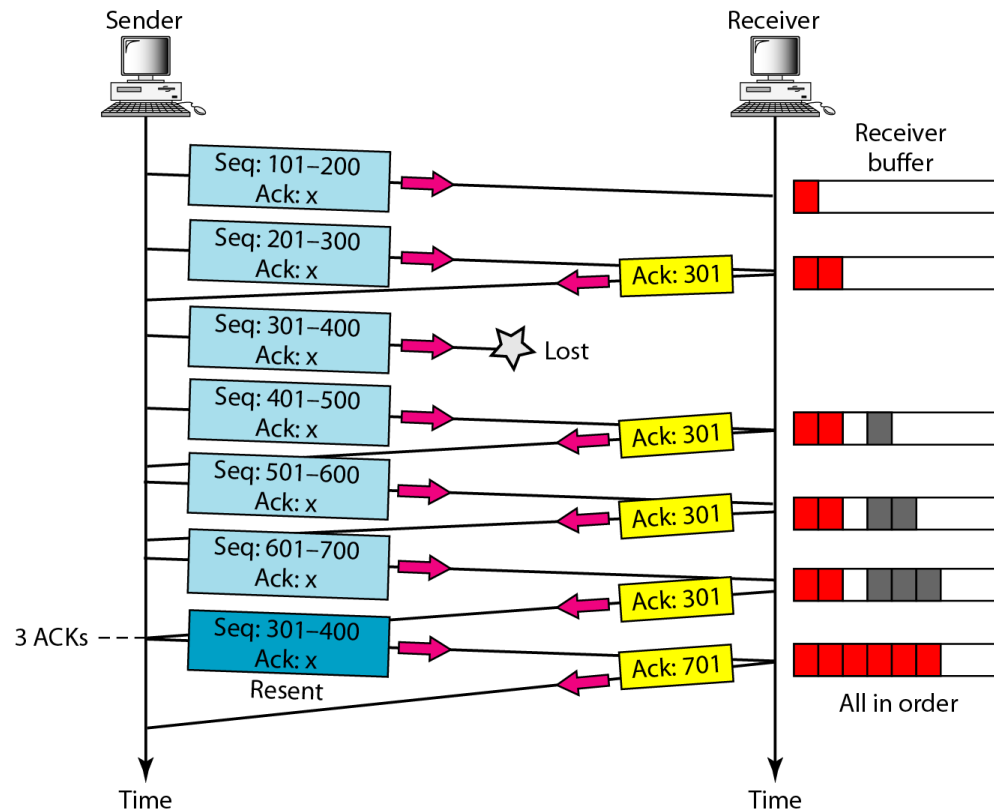 Sender
Receiver
Receiver
buffer
Seq: 101–200
Ack: x
Seq: 201–300
Ack: x
Ack: 301
Seq: 301–400
Ack: x
Lost
Seq: 401–500
Ack: x
Ack: 301
Seq: 501–600
Ack: x
Ack: 301
Seq: 601–700
Ack: x
Ack: 301
3 ACKs
Seq: 301–400
Ack: x
Resent
Ack: 701
All in order
Time
Time